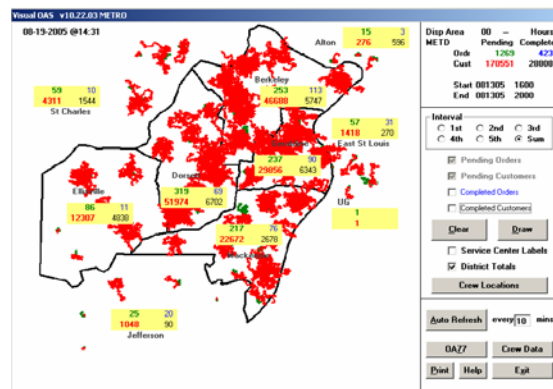 Visual OAS v10.22.03 METRO
08-19-2005 @14:31
15 3
276 596
Alton
Berkeley
253 113
46688 5747
59 10
4311 1544
St Charles
57 31
1418 270
East St Louis
237 90
29856 6343
Dorsett
319 69
51974 6702
Ellisville
86 11
12307 4838
UG
1
1
217 76
22672 2678
Mackenzie
25 20
1048 90
Jefferson
Disp Area 00 - Hours
METD Pending Complete
Ordr 1269 423
Cust 170551 28808
Start 081305 1600
End 081305 2000
Interval
1st 2nd 3rd
4th 5th Sum
Pending Orders
Pending Customers
Completed Orders
Completed Customers
Clear Draw
Service Center Labels
District Totals
Crew Locations
Auto Refresh every 10 mins
OA77 Crew Data
Print Help Exit